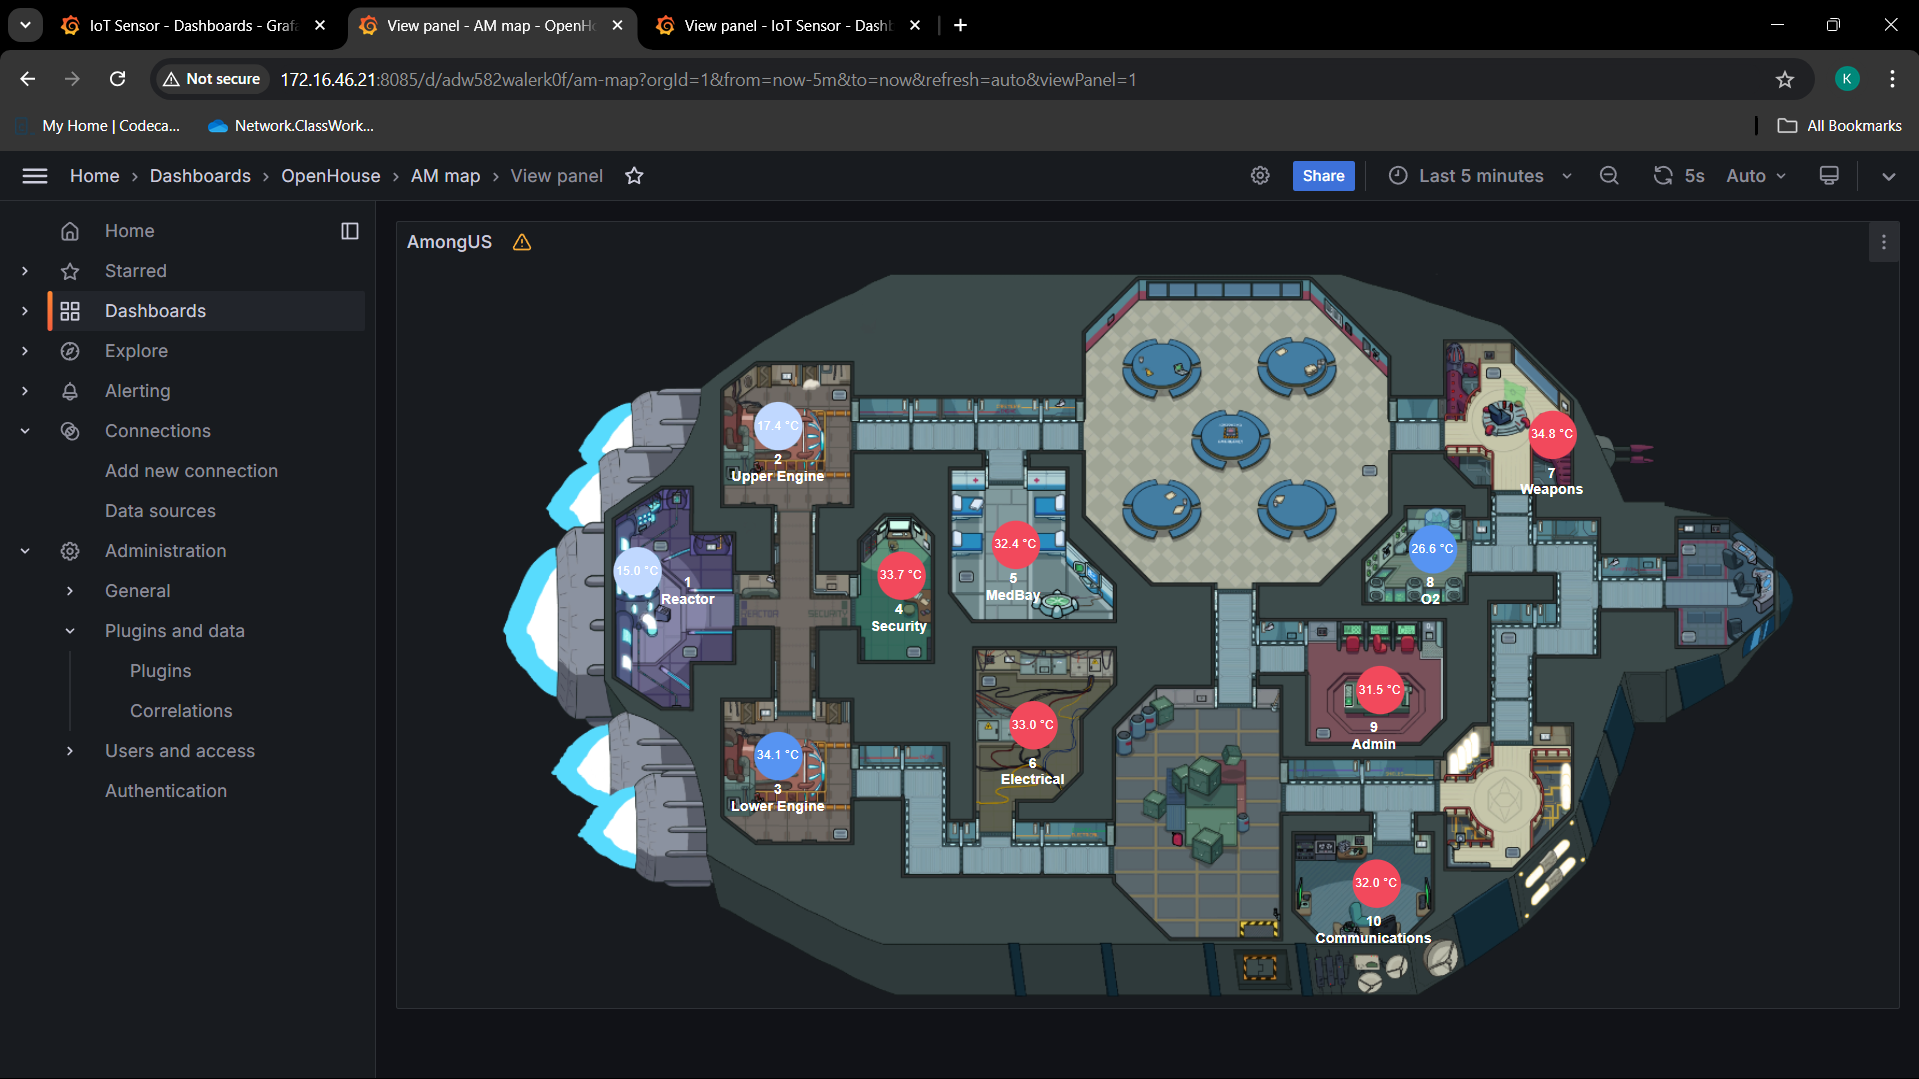 IoT Sensor - Dashboards - Grafa
View panel - AM map - OpenHo
View panel - IoT Sensor - Dashb
Not secure
172.16.46.21:8085/d/adw582walerk0f/am-map?orgId=1&from=now-5m&to=now&refresh=auto&viewPanel=1
K
My Home | Codeca...
Network.ClassWork...
All Bookmarks
Home › Dashboards › OpenHouse › AM map › View panel
Share
Last 5 minutes
5s
Auto
Home
Starred
Dashboards
Explore
Alerting
Connections
Add new connection
Data sources
Administration
General
Plugins and data
Plugins
Correlations
Users and access
Authentication
AmongUS
17.4 °C
2
Upper Engine
34.8 °C
7
Weapons
15.0 °C
1
Reactor
33.7 °C
4
Security
32.4 °C
5
MedBay
26.6 °C
8
O2
REACTOR
SECURITY
34.1 °C
3
Lower Engine
33.0 °C
6
Electrical
31.5 °C
9
Admin
32.0 °C
10
Communications